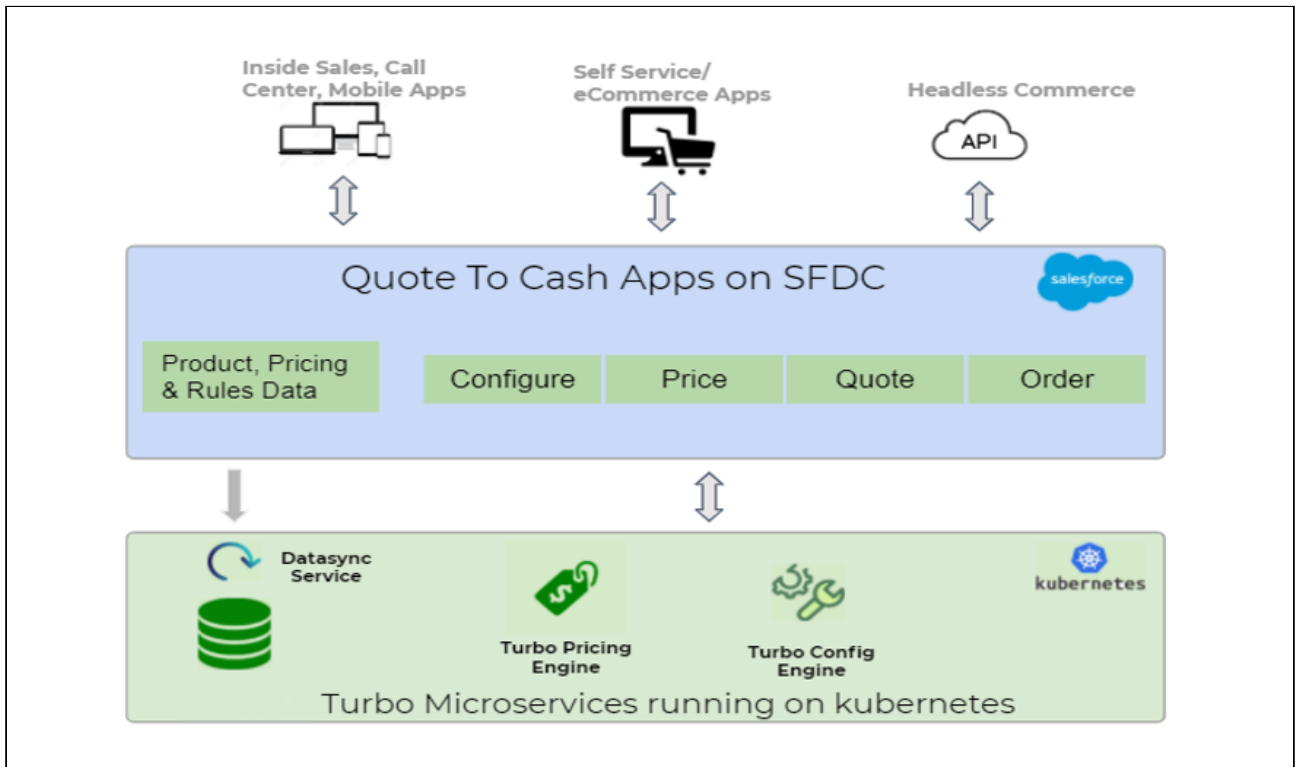 Inside Sales, Call
Center, Mobile Apps
Self Service/
eCommerce Apps
Headless Commerce
API
Quote To Cash Apps on SFDC
salesforce
Product, Pricing
& Rules Data
Configure
Price
Quote
Order
Datasync
Service
kubernetes
$
Turbo Pricing
Engine
Turbo Config
Engine
Turbo Microservices running on kubernetes